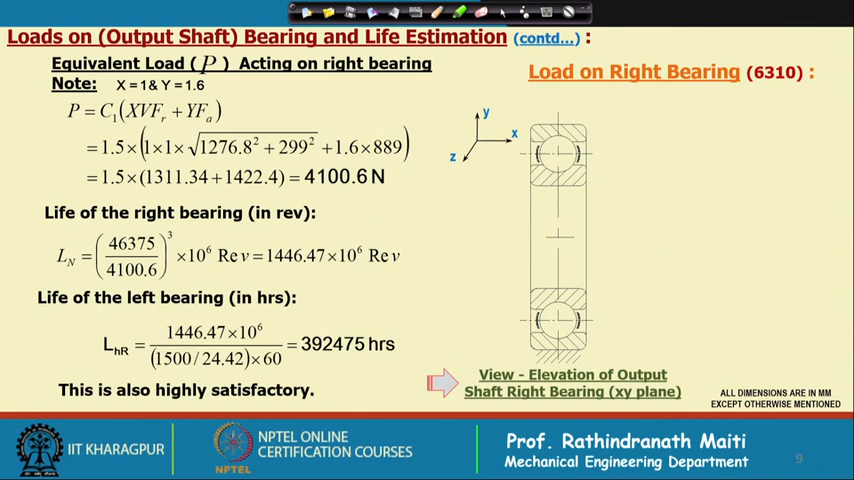 Loads on (Output Shaft) Bearing and Life Estimation (contd...) :
Equivalent Load ( P ) Acting on right bearing
Note: X = 1 & Y = 1.6
P = C₁(XVFᵣ + YFₐ)
= 1.5×(1×1×√(1276.8² + 299²) + 1.6×889)
= 1.5×(1311.34 + 1422.4) = 4100.6 N
Life of the right bearing (in rev):
L_N = (46375 / 4100.6)³ ×10⁶ Rev = 1446.47×10⁶ Rev
Life of the left bearing (in hrs):
L_hR = 1446.47×10⁶ / ((1500 / 24.42)×60) = 392475 hrs
This is also highly satisfactory.
Load on Right Bearing (6310) :
y
x
z
View - Elevation of Output
Shaft Right Bearing (xy plane)
ALL DIMENSIONS ARE IN MM
EXCEPT OTHERWISE MENTIONED
IIT KHARAGPUR
NPTEL
NPTEL ONLINE
CERTIFICATION COURSES
Prof. Rathindranath Maiti
Mechanical Engineering Department
9